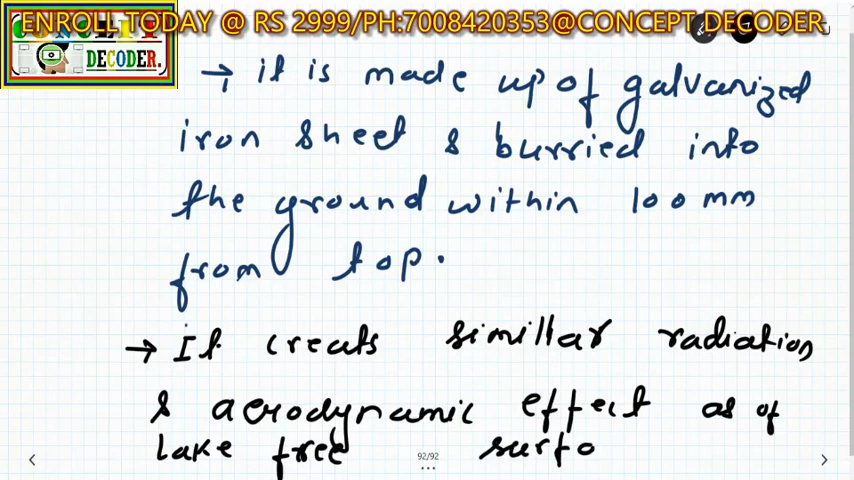 ENROLL TODAY @ RS 2999/PH:7008420353@CONCEPT DECODER.
DECODER.
→ it is made up of galvanized
iron sheet & burried into
the ground within 100 mm
from top.
→ It creats simillar radiation
& aerodynamic effect as of
lake free surfa
92/92